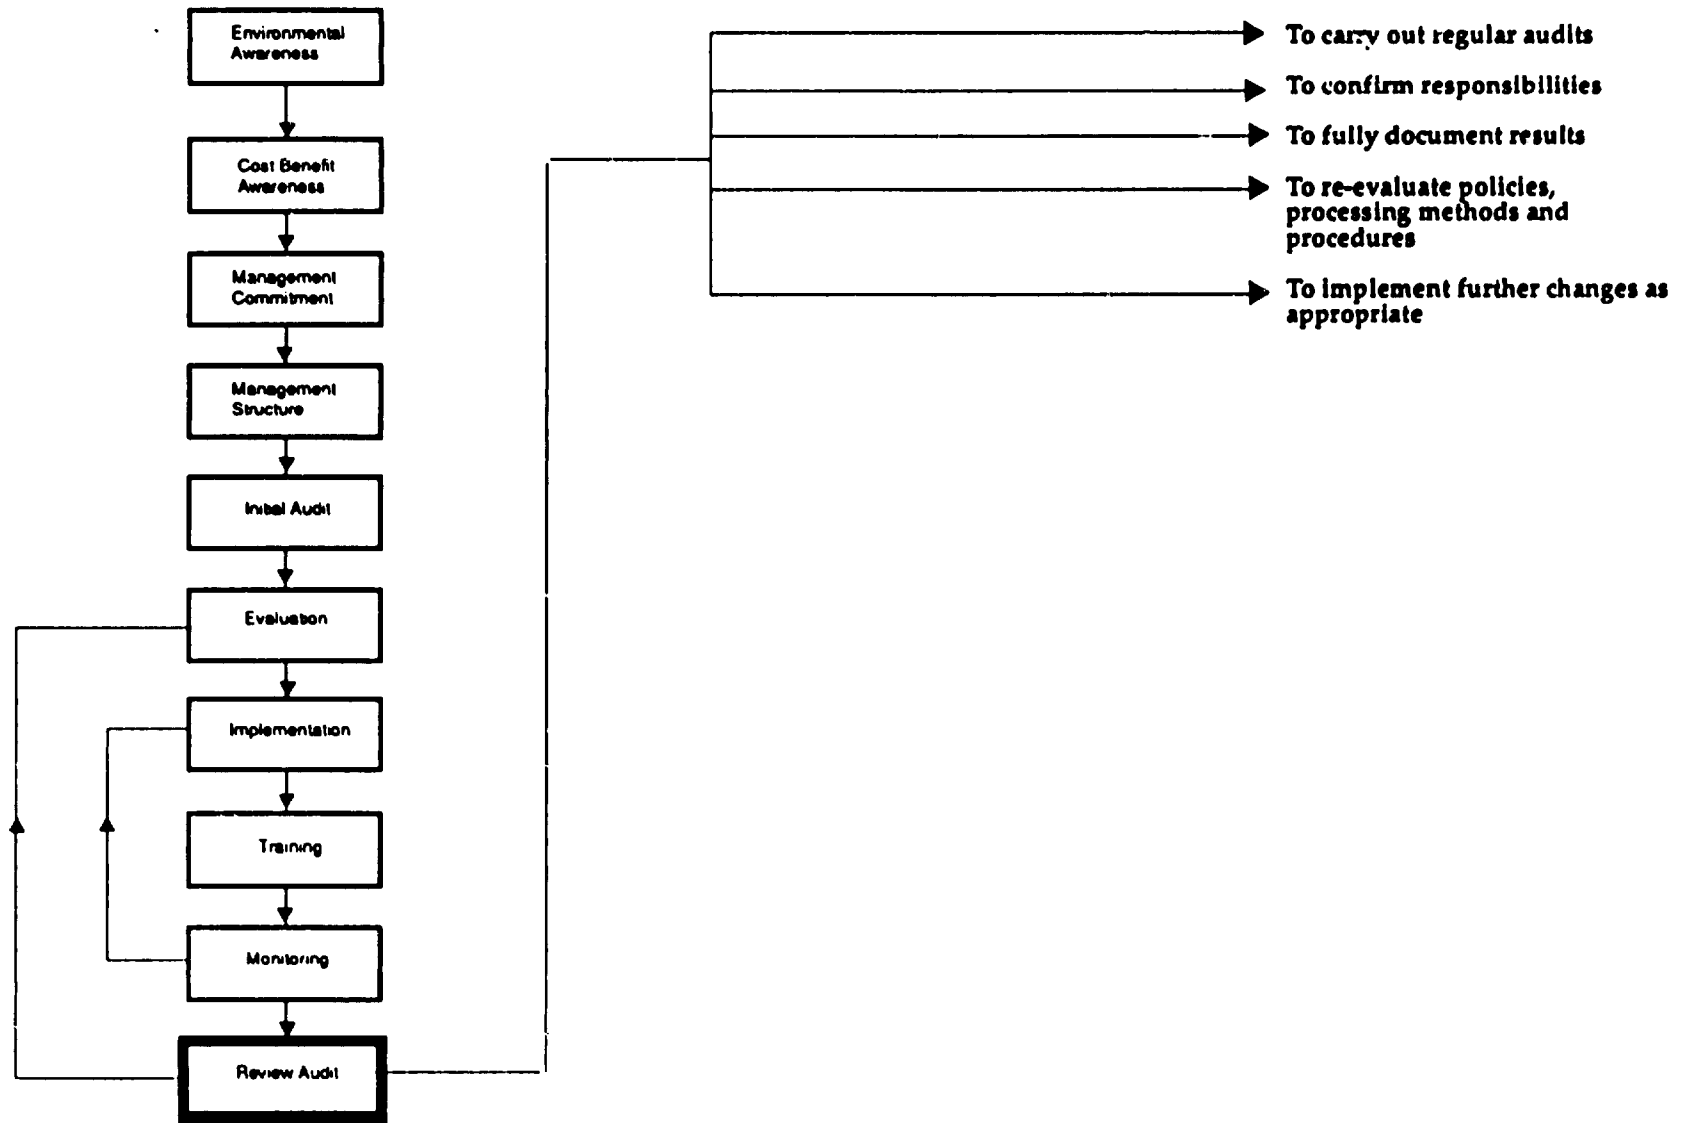 Environmental
Awareness
Cost Benefit
Awareness
Management
Commitment
Management
Structure
Initial Audit
Evaluation
Implementation
Training
Monitoring
Review Audit
To carry out regular audits
To confirm responsibilities
To fully document results
To re-evaluate policies,
processing methods and
procedures
To implement further changes as
appropriate